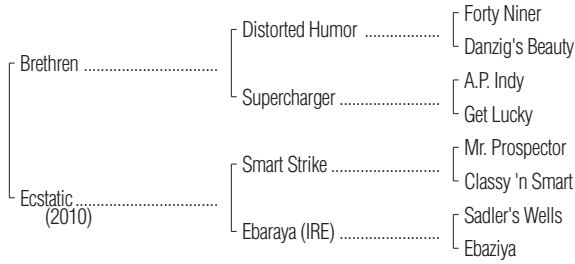 Forty Niner
Distorted Humor ..................
Danzig's Beauty
Brethren ................................
A.P. Indy
Supercharger ........................
Get Lucky
Mr. Prospector
Smart Strike ..........................
Classy 'n Smart
Ecstatic ..................................
(2010)
Sadler's Wells
Ebaraya (IRE) ........................
Ebaziya